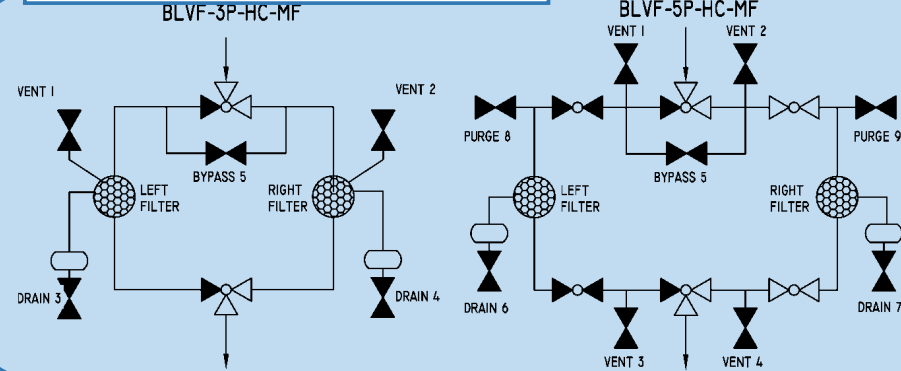 BLVF-3P-HC-MF
VENT 1
VENT 2
BYPASS 5
LEFT
FILTER
RIGHT
FILTER
DRAIN 3
DRAIN 4
BLVF-5P-HC-MF
VENT 1
VENT 2
PURGE 8
PURGE 9
BYPASS 5
LEFT
FILTER
RIGHT
FILTER
DRAIN 6
DRAIN 7
VENT 3
VENT 4